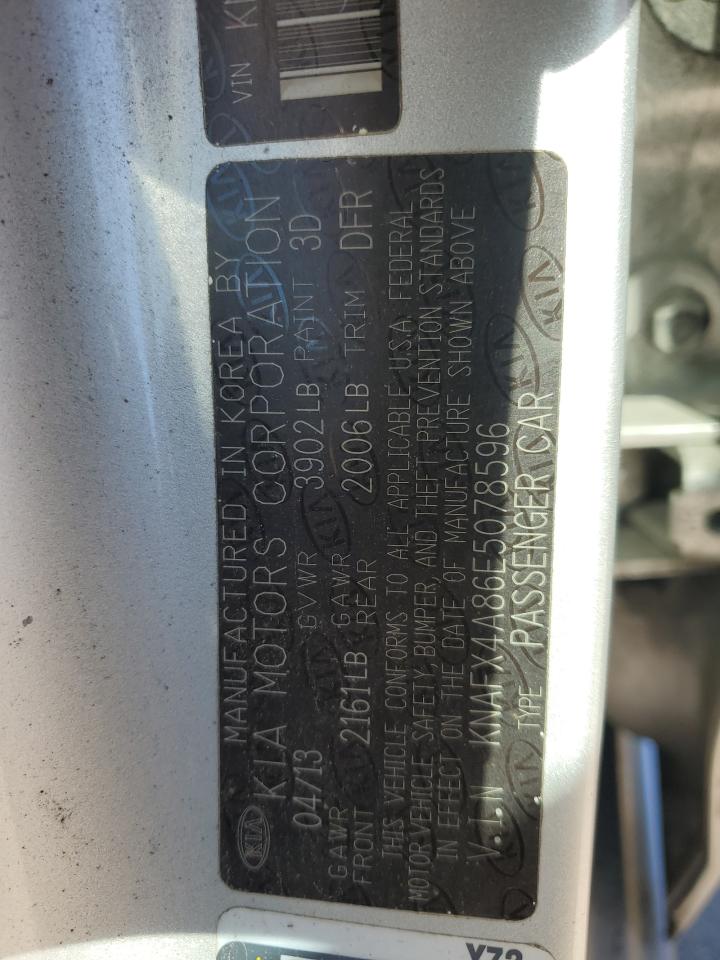 VIN
MANUFACTURED IN KOREA BY
KIA KIA MOTORS CORPORATION
04/13 GVWR 3902LB PAINT 3D
GAWR FRONT 2161LB GAWR REAR 2006LB TRIM DFR
THIS VEHICLE CONFORMS TO ALL APPLICABLE U.S.A. FEDERAL
MOTOR VEHICLE SAFETY, BUMPER, AND THEFT PREVENTION STANDARDS
IN EFFECT ON THE DATE OF MANUFACTURE SHOWN ABOVE
V.I.N KNAFX4A86E5078596
TYPE PASSENGER CAR